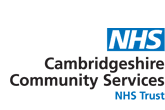 NHS
Cambridgeshire
Community Services
NHS Trust